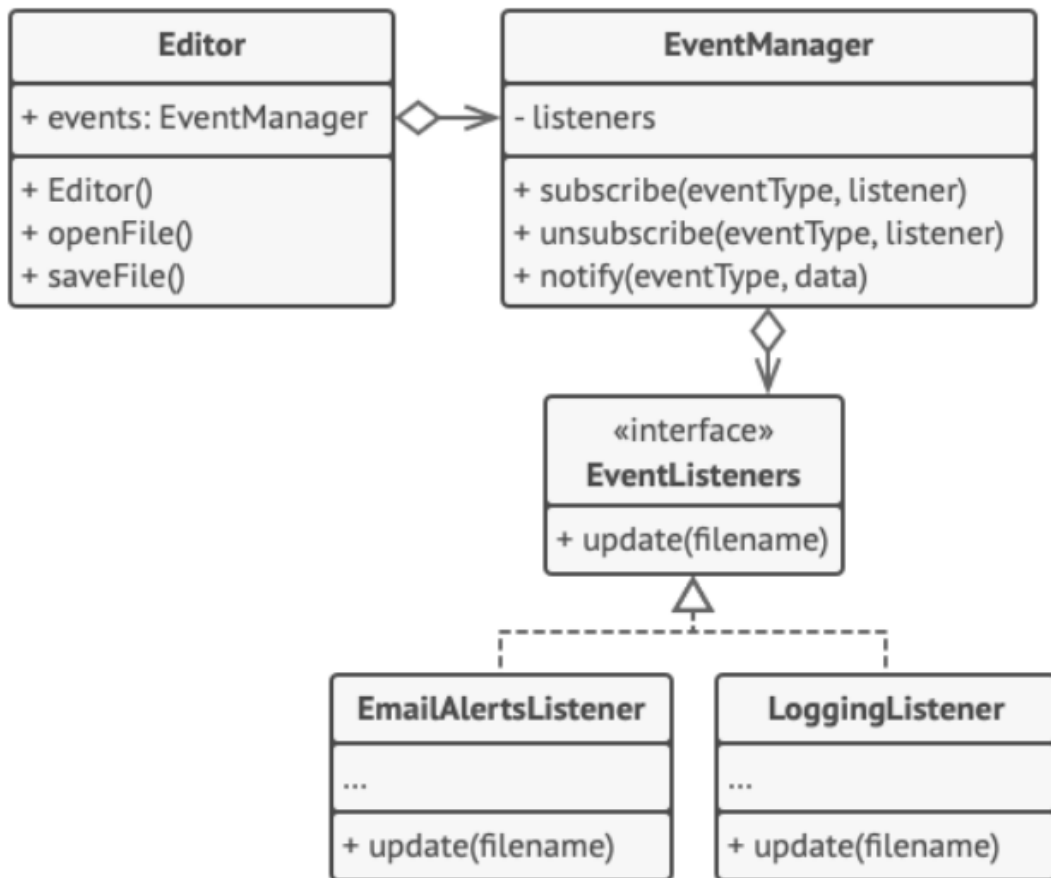 Editor
+ events: EventManager
+ Editor()
+ openFile()
+ saveFile()
EventManager
- listeners
+ subscribe(eventType, listener)
+ unsubscribe(eventType, listener)
+ notify(eventType, data)
«interface»
EventListeners
+ update(filename)
EmailAlertsListener
...
+ update(filename)
LoggingListener
...
+ update(filename)